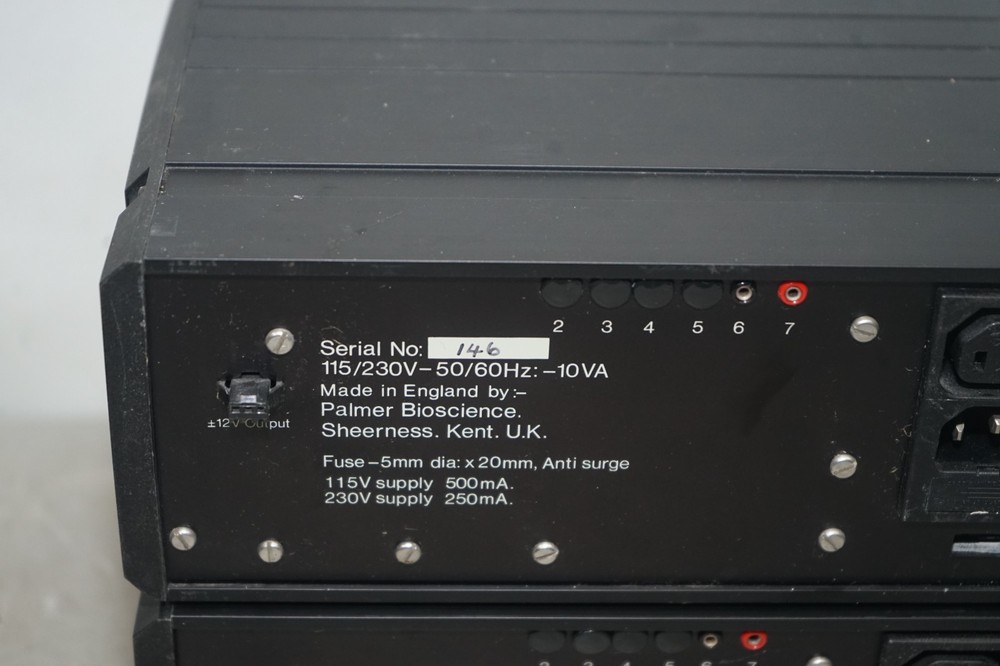 2 3 4 5 6 7
Serial No: 146
115/230V-50/60Hz:-10VA
Made in England by:-
Palmer Bioscience.
Sheerness. Kent. U.K.
±12V Output
Fuse-5mm dia: x 20mm, Anti surge
115V supply 500mA.
230V supply 250mA.